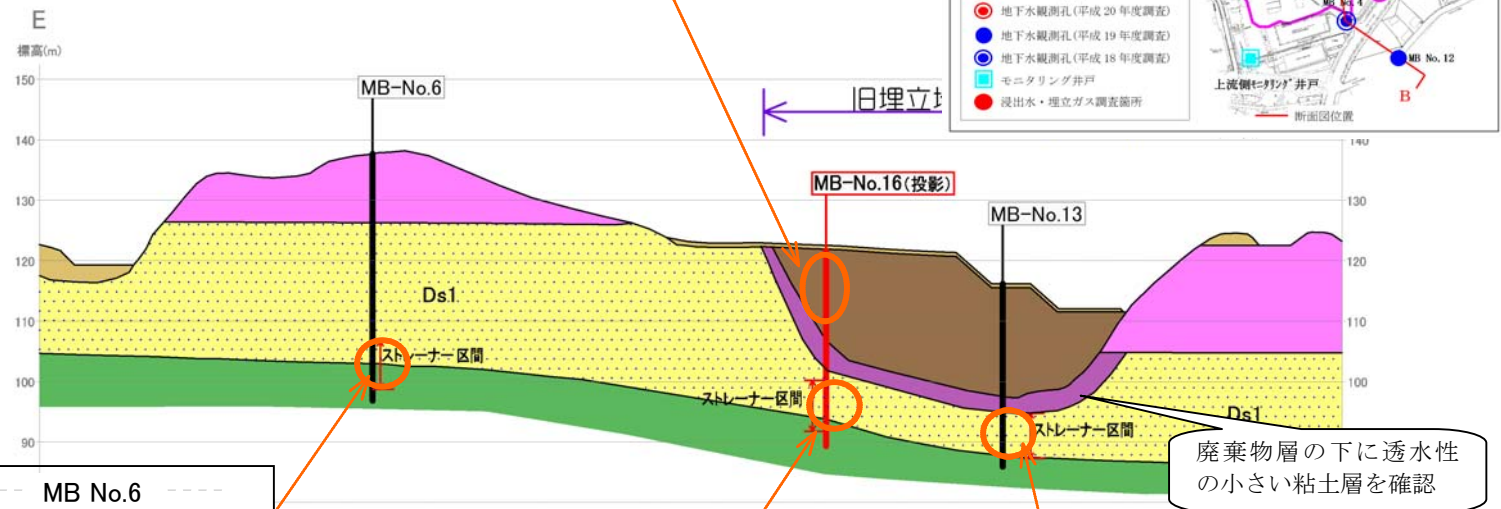 E
標高(m)
150
140
130
120
110
100
90
MB-No.6
旧埋立
MB-No.16(投影)
MB-No.13
Ds1
ストレーナー区間
ストレーナー区間
ストレーナー区間
Ds1
140
130
120
110
100
廃棄物層の下に透水性
の小さい粘土層を確認
MB No.6
地下水観測孔(平成 20 年度調査)
地下水観測孔(平成 19 年度調査)
地下水観測孔(平成 18 年度調査)
モニタリング井戸
浸出水・埋立ガス調査箇所
MB No.4
MB No.12
上流側モニタリング井戸
B
断面図位置